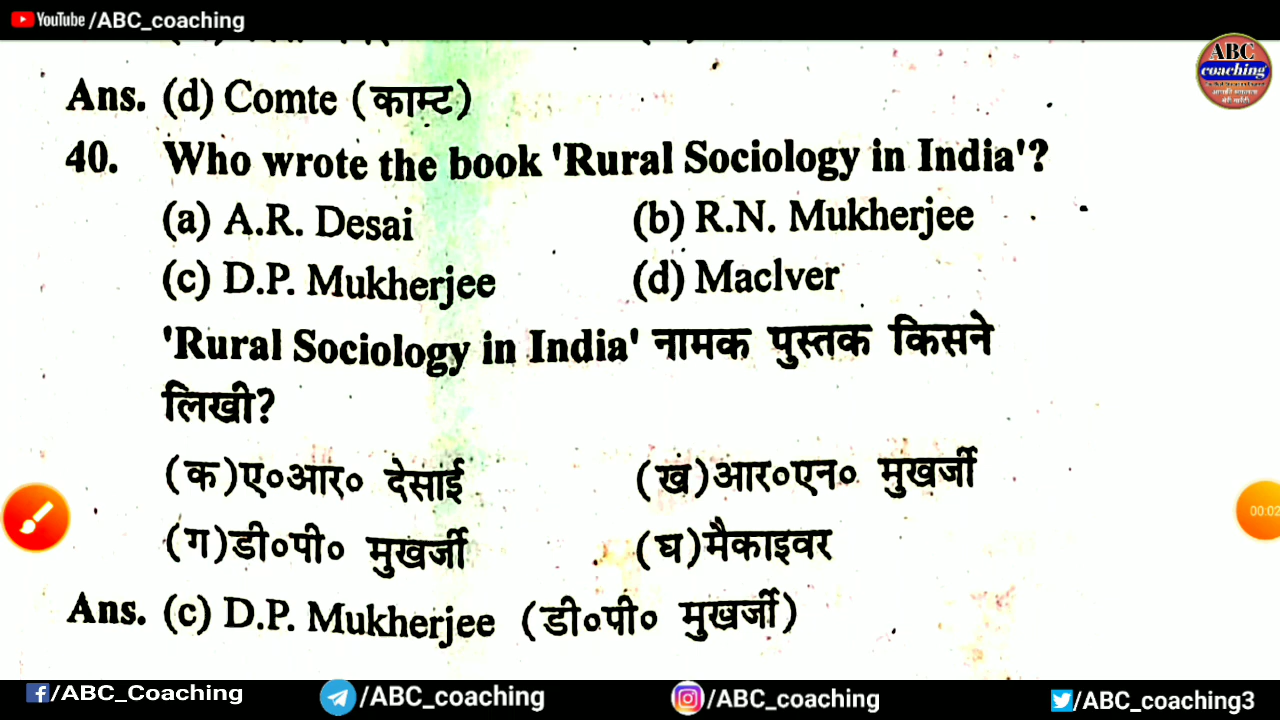 YouTube /ABC_coaching
ABC
coaching
Ans. (d) Comte (काम्ट)
40. Who wrote the book 'Rural Sociology in India'?
(a) A.R. Desai (b) R.N. Mukherjee
(c) D.P. Mukherjee (d) Maclver
'Rural Sociology in India' नामक पुस्तक किसने
लिखी?
(क)ए०आर० देसाई (ख)आर०एन० मुखर्जी
(ग)डी०पी० मुखर्जी (घ)मैकाइवर
00:02
Ans. (c) D.P. Mukherjee (डी०पी० मुखर्जी)
/ABC_Coaching /ABC_coaching /ABC_coaching /ABC_coaching3